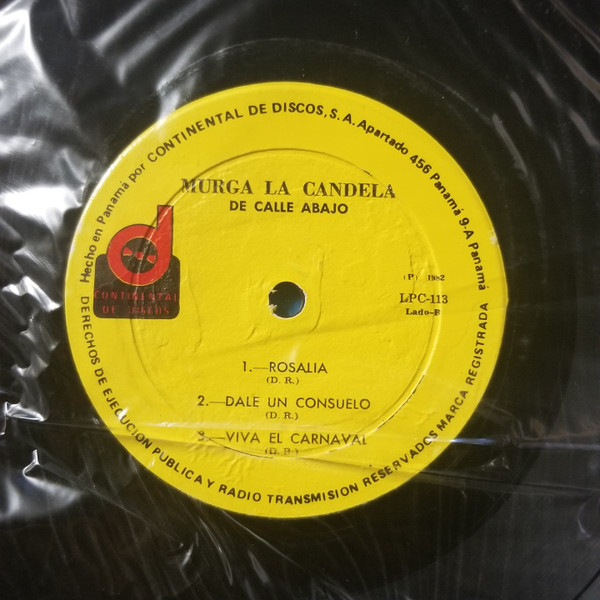 Hecho en Panamá por CONTINENTAL DE DISCOS, S. A. Apartado 456 Panamá 9-A Panamá
MURGA LA CANDELA
DE CALLE ABAJO
d
CONTINENTAL
DE DISCOS
(P) 1982
LPC-113
Lado-B
1.—ROSALIA
(D. R.)
2.—DALE UN CONSUELO
(D. R.)
3.—VIVA EL CARNAVAL
(D. R.)
DERECHOS DE EJECUCION PUBLICA Y RADIO TRANSMISION RESERVADOS MARCA REGISTRADA